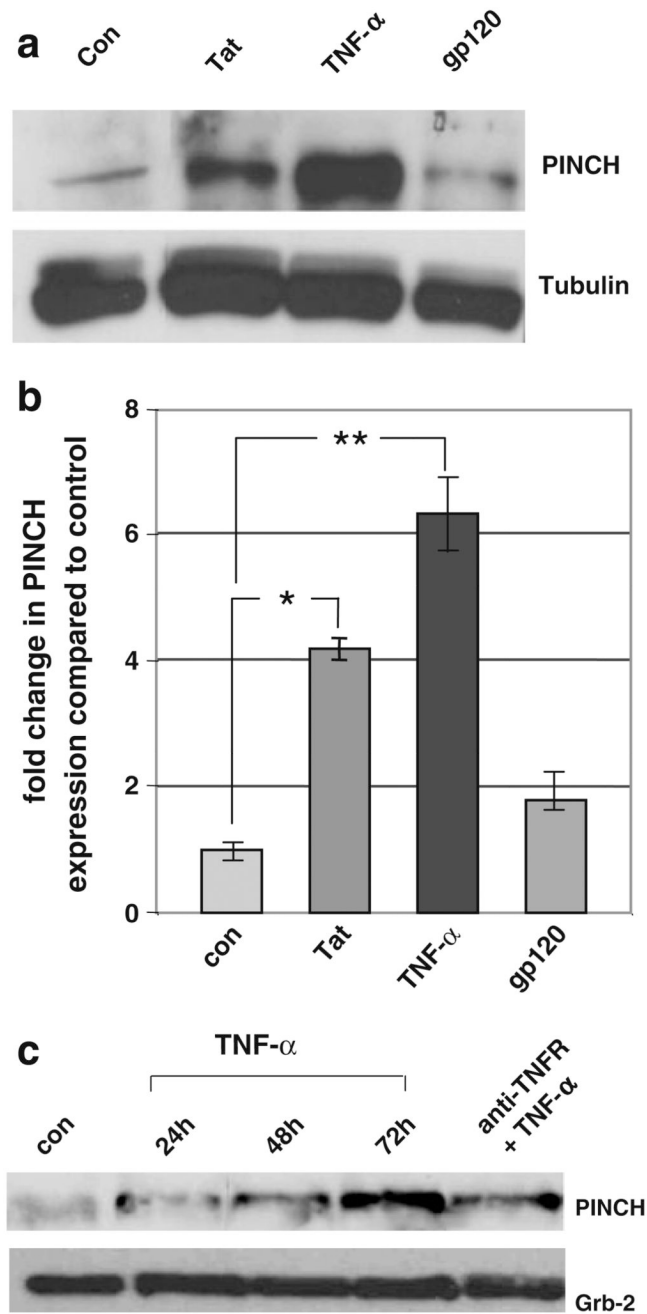 a
Con Tat TNF-α gp120
PINCH
Tubulin
b
fold change in PINCH
expression compared to control
8
6
4
2
0
**
*
con Tat TNF-α gp120
c
TNF-α
con 24h 48h 72h anti-TNFR
+ TNF-α
PINCH
Grb-2